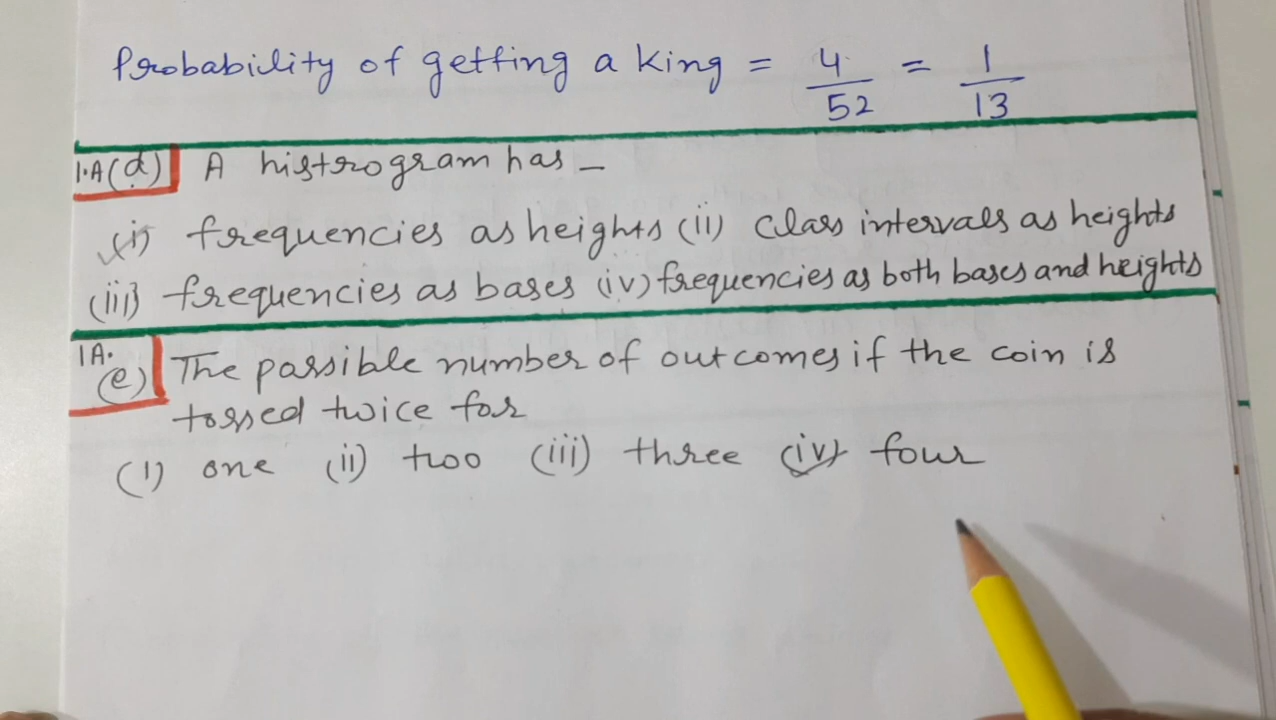 Probability of getting a king = 4/52 = 1/13
1.A(d) A histrogram has —
(i) frequencies as heights (ii) Class intervals as heights
(iii) frequencies as bases (iv) frequencies as both bases and heights
1A.(e) The passible number of outcomes if the coin is
tossed twice for
(1) one (ii) two (iii) three (iv) four